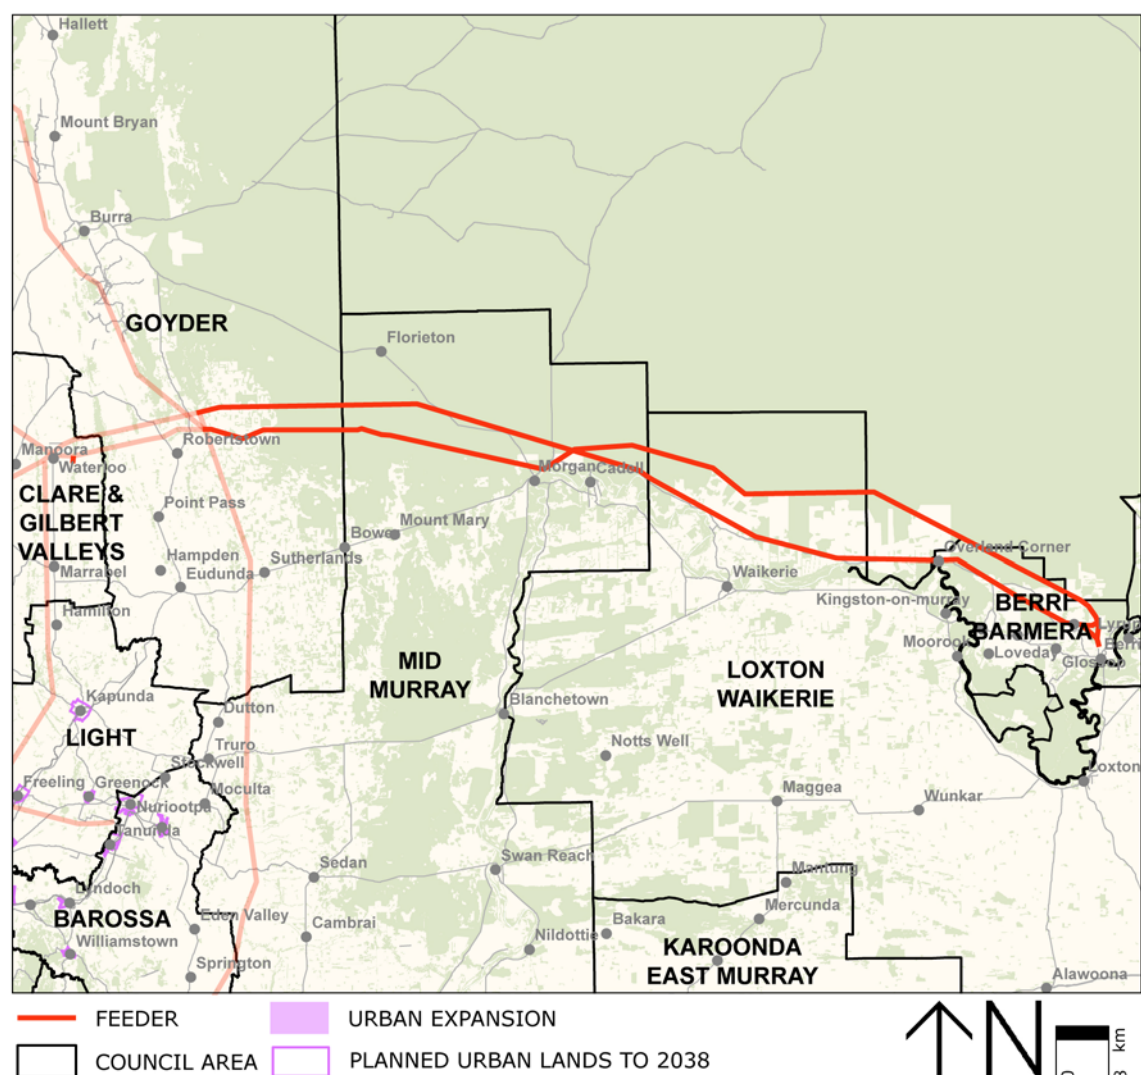 Hallett
Mount Bryan
Burra
GOYDER
Florieton
Robertstown
Manoora
Waterloo
Morgan
Cadell
CLARE &
GILBERT
VALLEYS
Point Pass
Mount Mary
Bowe
Sutherlands
Overland Corner
Hampden
Marrabel
Eudunda
Waikerie
Kingston-on-murray
BERRI
BARMERA
Hamilton
Moorook
Loveday
Glossop
Berri
MID
MURRAY
LOXTON
WAIKERIE
Kapunda
Blanchetown
Dutton
LIGHT
Truro
Notts Well
Stockwell
Freeling
Greenock
Moculta
Nuriootpa
Maggea
Wunkar
Loxton
Tanunda
Sedan
Swan Reach
Mantung
Lyndoch
BAROSSA
Eden Valley
Cambrai
Bakara
Mercunda
Williamstown
Nildottie
KAROONDA
EAST MURRAY
Springton
Alawoona
FEEDER
URBAN EXPANSION
COUNCIL AREA
PLANNED URBAN LANDS TO 2038
N
km